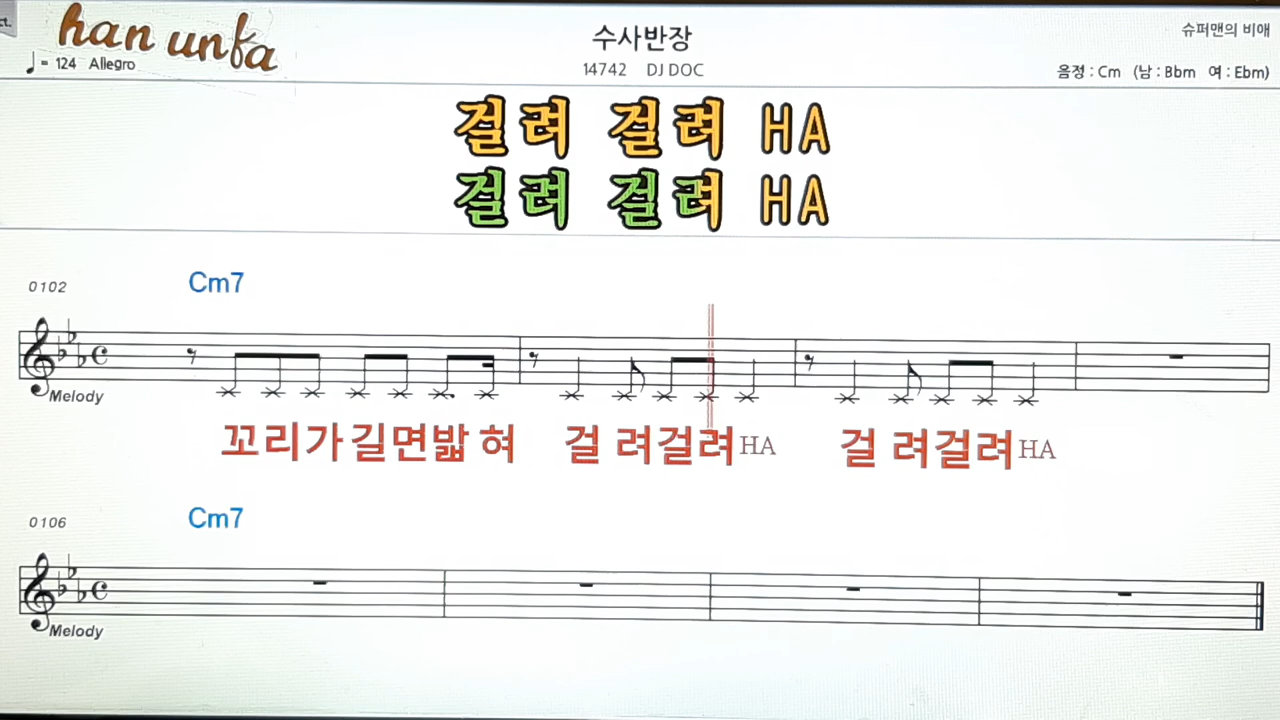 ct.
han unfa
♩ = 124 Allegro
수사반장
14742 DJ DOC
슈퍼맨의 비애
음정 : Cm (남 : Bbm 여 : Ebm)
걸려 걸려 HA
걸려 걸려 HA
0102
Cm7
Melody
꼬리가길면밟 혀 걸 려걸려HA 걸 려걸려HA
0106
Cm7
Melody